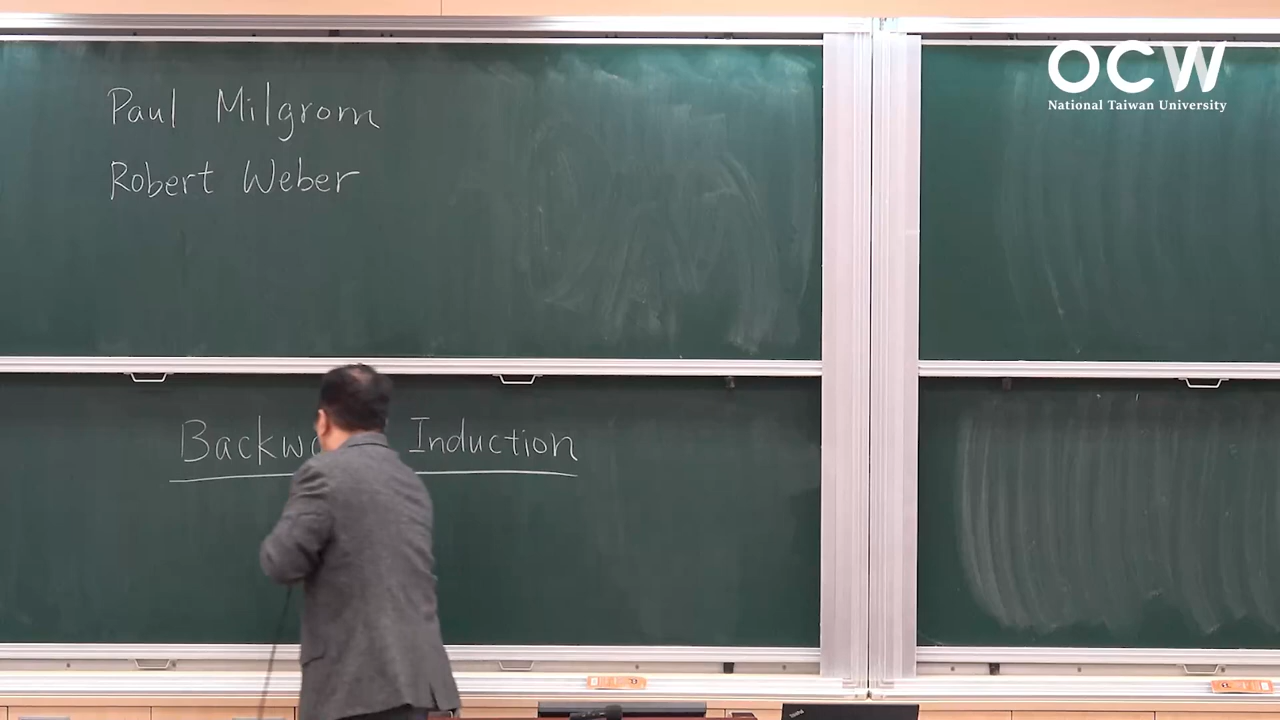 OCW
National Taiwan University
Paul Milgrom
Robert Weber
Induction